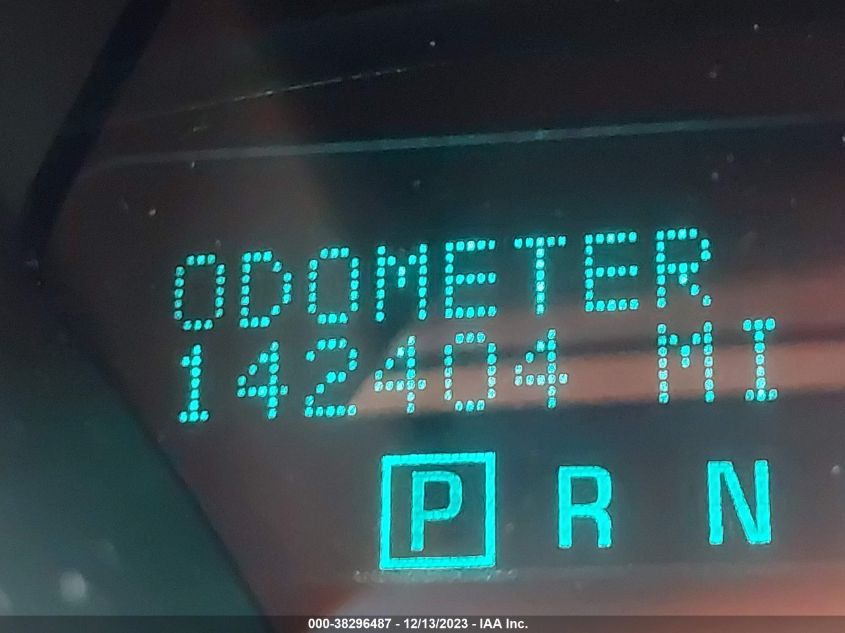 ODOMETER
142404 MI
P R N
000-38296487 - 12/13/2023 - IAA Inc.